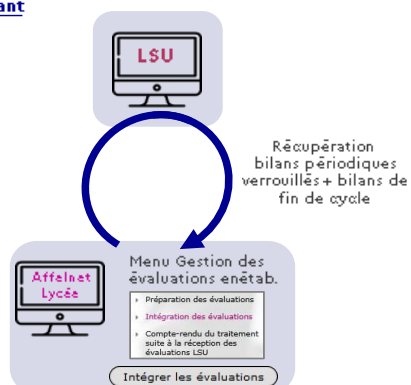 ant
LSU
Récupération
bilans périodiques
verrouillés + bilans de
fin de cycle
Affelnet
Lycée
Menu Gestion des
évaluations enétab.
Préparation des évaluations
Intégration des évaluations
Compte-rendu du traitement
suite à la réception des
évaluations LSU
Intégrer les évaluations